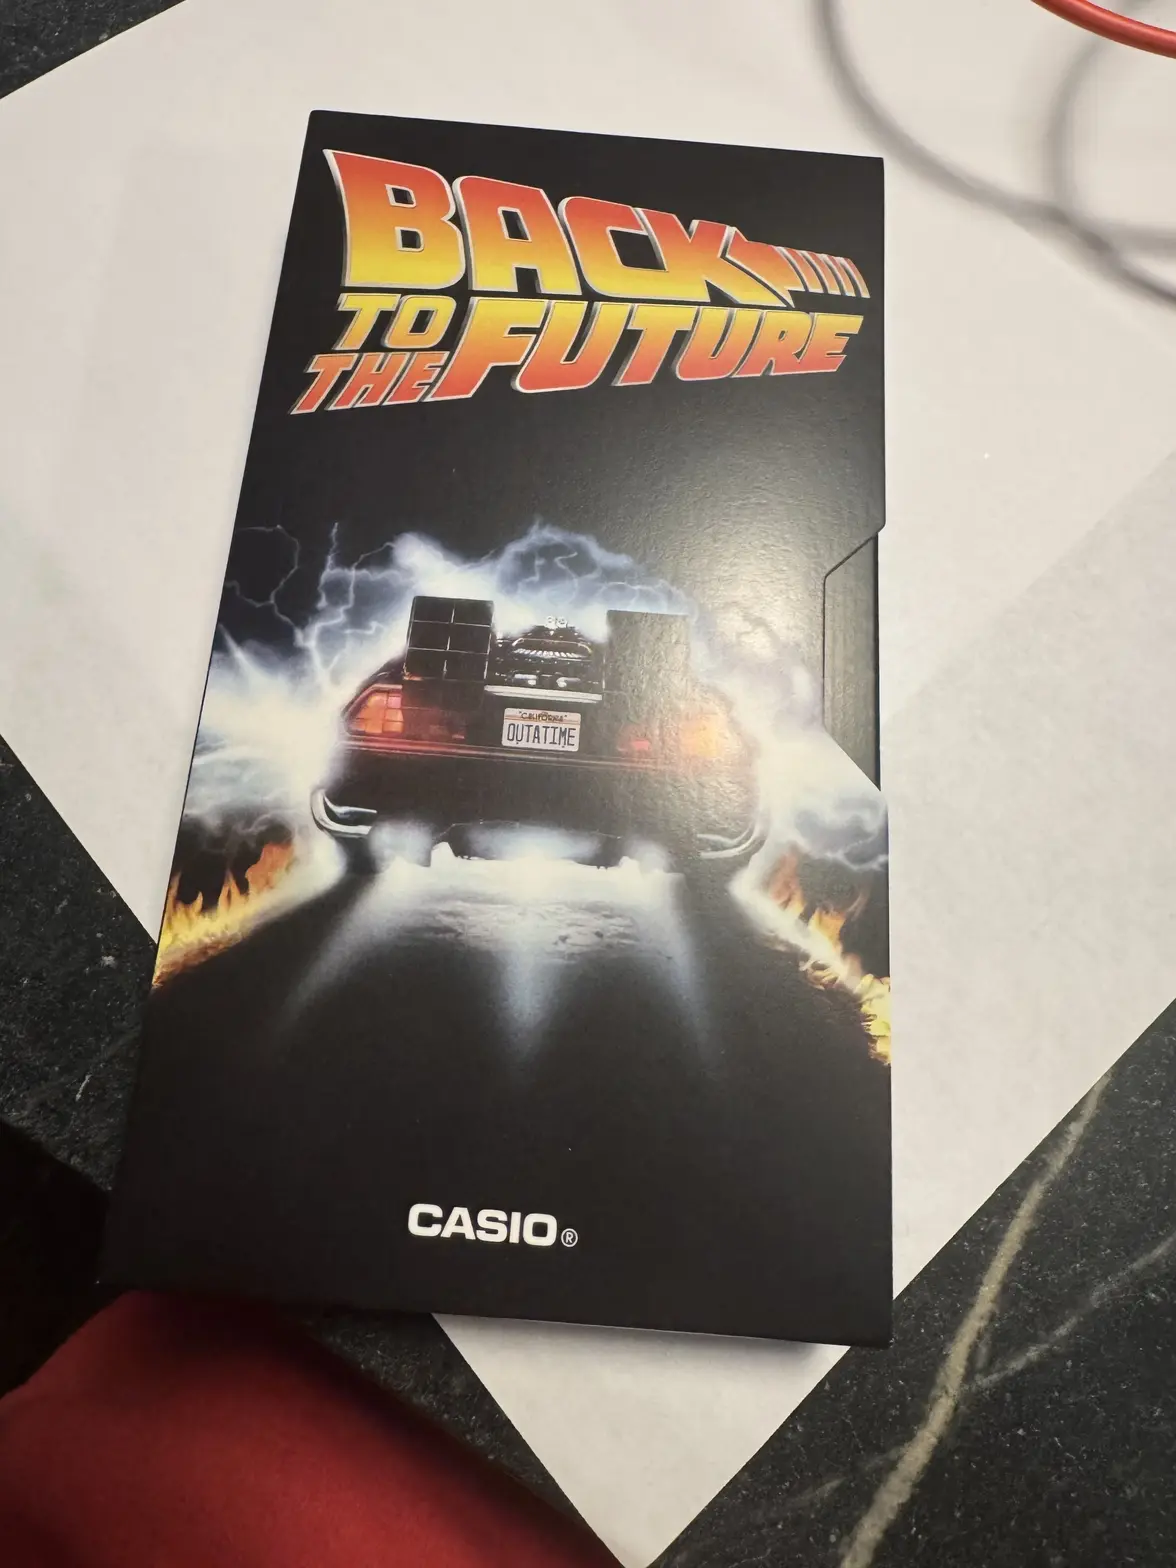 BACK
TO
THE FUTURE
CALIFORNIA
OUTATIME
CASIO®